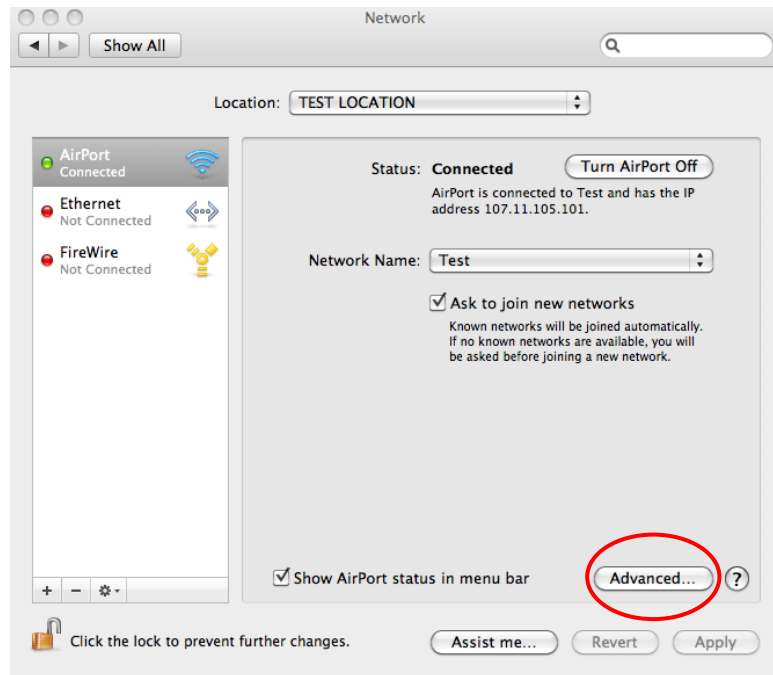 Network
Show All
Location: TEST LOCATION
AirPort
Connected
Ethernet
Not Connected
FireWire
Not Connected
Status: Connected Turn AirPort Off
AirPort is connected to Test and has the IP
address 107.11.105.101.
Network Name: Test
Ask to join new networks
Known networks will be joined automatically.
If no known networks are available, you will
be asked before joining a new network.
Show AirPort status in menu bar Advanced... ?
+ −
Click the lock to prevent further changes. Assist me... Revert Apply